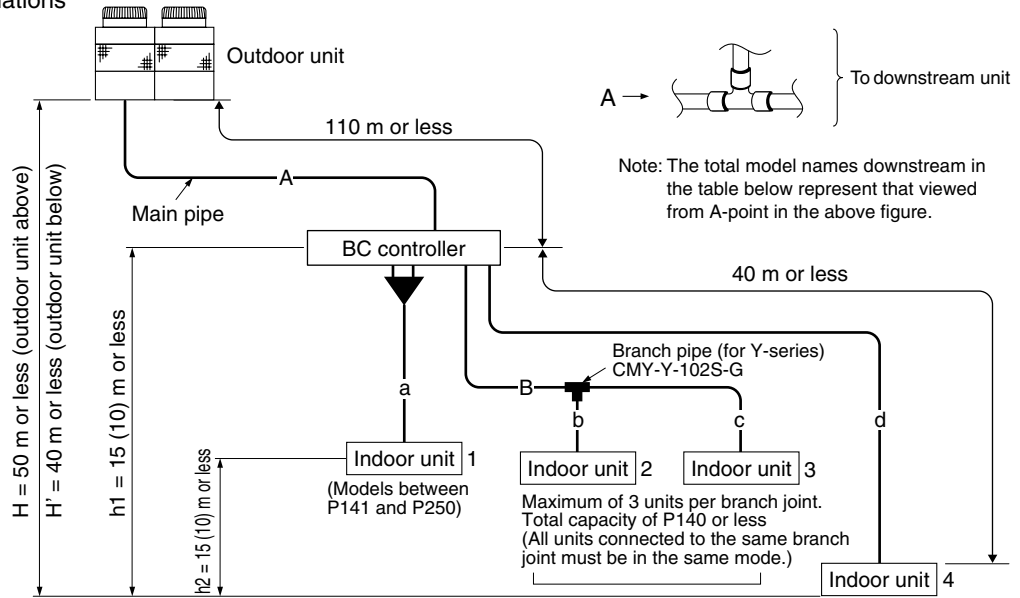 Outdoor unit
A
To downstream unit
110 m or less
Note: The total model names downstream in
the table below represent that viewed
from A-point in the above figure.
A
Main pipe
BC controller
40 m or less
H = 50 m or less (outdoor unit above)
H' = 40 m or less (outdoor unit below)
h1 = 15 (10) m or less
h2 = 15 (10) m or less
Branch pipe (for Y-series)
CMY-Y-102S-G
a
B
b
c
d
Indoor unit 1
(Models between
P141 and P250)
Indoor unit 2
Indoor unit 3
Maximum of 3 units per branch joint.
Total capacity of P140 or less
(All units connected to the same branch
joint must be in the same mode.)
Indoor unit 4